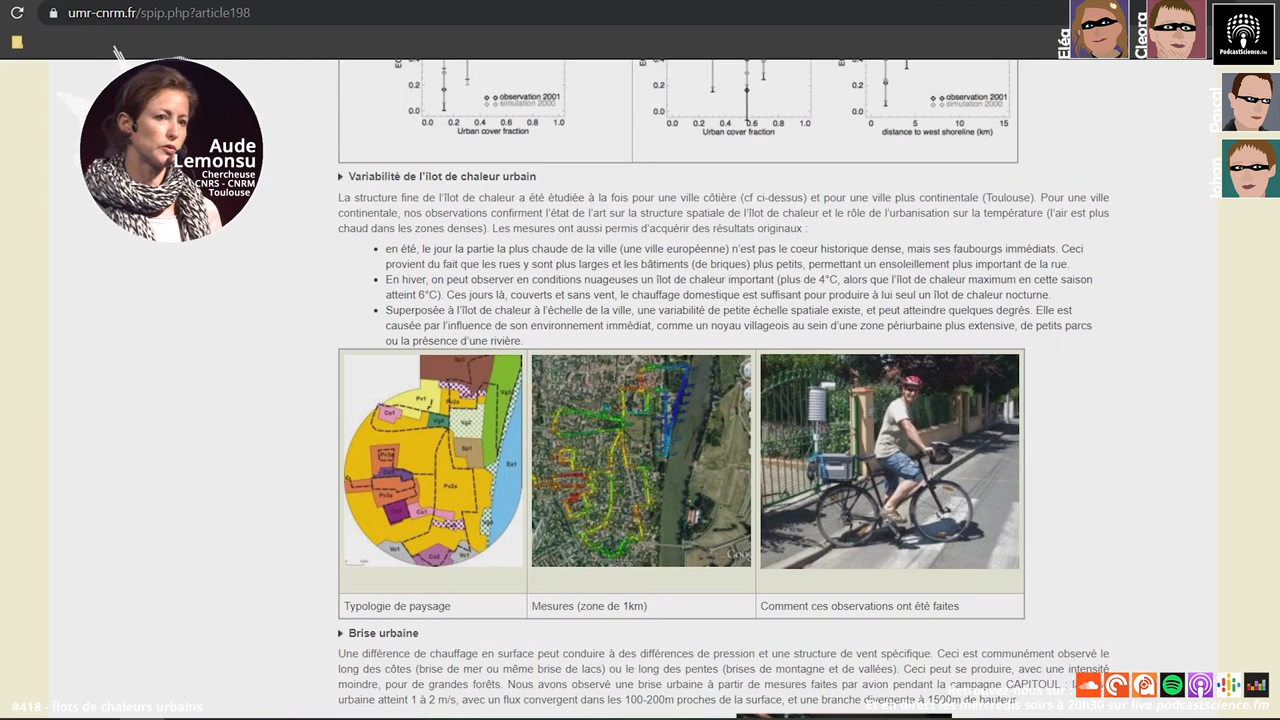 umr-cnrm.fr/spip.php?article198
Eléa
Cleora
PodcastScience.fm
Pascal
Johan
Aude
Lemonsu
Chercheuse
CNRS - CNRM
Toulouse
0.0
observation 2001
simulation 2000
0.0 0.2 0.4 0.6 0.8 1.0
Urban cover fraction
0.2
0.0
observation 2001
simulation 2000
0.0 0.2 0.4 0.6 0.8 1.0
Urban cover fraction
0.2
0.0
observation 2001
simulation 2000
0 5 10 15
distance to west shoreline (km)
Variabilité de l'îlot de chaleur urbain
La structure fine de l'îlot de chaleur a été étudiée à la fois pour une ville côtière (cf ci-dessus) et pour une ville plus continentale (Toulouse). Pour une ville
continentale, nos observations confirment l'état de l'art sur la structure spatiale de l'îlot de chaleur et le rôle de l'urbanisation sur la température (l'air est plus
chaud dans les zones denses). Les mesures ont aussi permis d'acquérir des résultats originaux :
en été, le jour la partie la plus chaude de la ville (une ville européenne) n'est pas le coeur historique dense, mais ses faubourgs immédiats. Ceci
provient du fait que les rues y sont plus larges et les bâtiments (de briques) plus petits, permettant un ensoleillement plus important de la rue.
En hiver, on peut observer en conditions nuageuses un îlot de chaleur important (plus de 4°C, alors que l'îlot de chaleur maximum en cette saison
atteint 6°C). Ces jours là, couverts et sans vent, le chauffage domestique est suffisant pour produire à lui seul un îlot de chaleur nocturne.
Superposée à l'îlot de chaleur à l'échelle de la ville, une variabilité de petite échelle spatiale existe, et peut atteindre quelques degrés. Elle est
causée par l'influence de son environnement immédiat, comme un noyau villageois au sein d'une zone périurbaine plus extensive, de petits parcs
ou la présence d'une rivière.
Pv1
Vg2
Pv2a
Ea1
Typologie de paysage
Mesures (zone de 1km)
Comment ces observations ont été faites
Brise urbaine
Une différence de chauffage en surface peut conduire à des différences de pression et une structure de vent spécifique. Ceci est communément observé le
long des côtes (brise de mer ou même brise de lacs) ou le long des pentes (brises de montagne et de vallées). Ceci peut se produire, avec une intensité
moindre, pour de grandes forêts. Nous avons observé une brise urbaine à partir de mesures faites par avion pendant la campagne CAPITOUL :
urbaine atteint 1 à 2 m/s, avec un flux convergent dans les 100-200m proches de la surface, et une branche divergente à 1500m de hauteur.
#418 - Îlots de chaleurs urbains
Retrouvez-nous sur :
Et en direct les mercredis soirs à 20h30 sur live.podcastscience.fm